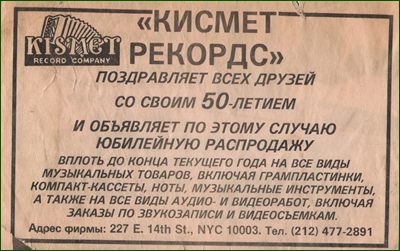 KISMET
RECORD COMPANY
«КИСМЕТ
РЕКОРДС»
ПОЗДРАВЛЯЕТ ВСЕХ ДРУЗЕЙ
СО СВОИМ 50-ЛЕТИЕМ
И ОБЪЯВЛЯЕТ ПО ЭТОМУ СЛУЧАЮ
ЮБИЛЕЙНУЮ РАСПРОДАЖУ
ВПЛОТЬ ДО КОНЦА ТЕКУЩЕГО ГОДА НА ВСЕ ВИДЫ
МУЗЫКАЛЬНЫХ ТОВАРОВ, ВКЛЮЧАЯ ГРАМПЛАСТИНКИ,
КОМПАКТ-КАССЕТЫ, НОТЫ, МУЗЫКАЛЬНЫЕ ИНСТРУМЕНТЫ,
А ТАКЖЕ НА ВСЕ ВИДЫ АУДИО- И ВИДЕОРАБОТ, ВКЛЮЧАЯ
ЗАКАЗЫ ПО ЗВУКОЗАПИСИ И ВИДЕОСЪЕМКАМ.
Адрес фирмы: 227 E. 14th St., NYC 10003. Тел. (212) 477-2891